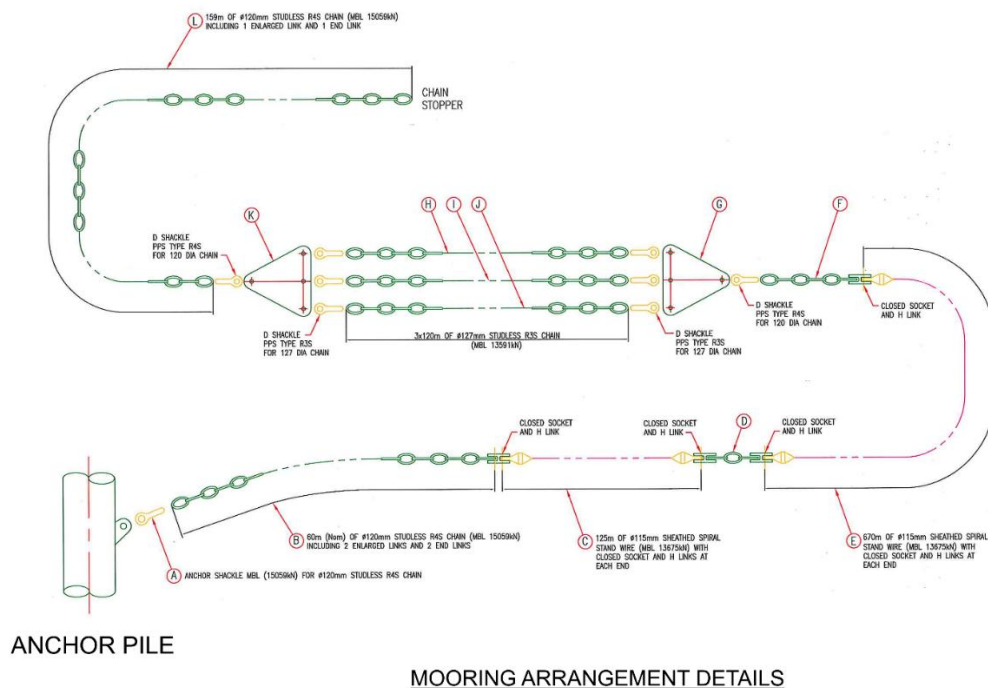 L
159m OF ø120mm STUDLESS R4S CHAIN (MBL 15059kN)
INCLUDING 1 ENLARGED LINK AND 1 END LINK
CHAIN
STOPPER
K
H
I
J
G
F
D SHACKLE
PPS TYPE R4S
FOR 120 DIA CHAIN
D SHACKLE
PPS TYPE R3S
FOR 127 DIA CHAIN
3x120m OF ø127mm STUDLESS R3S CHAIN
(MBL 13591kN)
D SHACKLE
PPS TYPE R3S
FOR 127 DIA CHAIN
D SHACKLE
PPS TYPE R4S
FOR 120 DIA CHAIN
CLOSED SOCKET
AND H LINK
CLOSED SOCKET
AND H LINK
CLOSED SOCKET
AND H LINK
D
CLOSED SOCKET
AND H LINK
B
60m (Nom) OF ø120mm STUDLESS R4S CHAIN (MBL 15059kN)
INCLUDING 2 ENLARGED LINKS AND 2 END LINKS
C
125m OF ø115mm SHEATHED SPIRAL
STAND WIRE (MBL 13675kN) WITH
CLOSED SOCKET AND H LINKS AT
EACH END
E
670m OF ø115mm SHEATHED SPIRAL
STAND WIRE (MBL 13675kN) WITH
CLOSED SOCKET AND H LINKS AT
EACH END
A
ANCHOR SHACKLE MBL (15059kN) FOR ø120mm STUDLESS R4S CHAIN
ANCHOR PILE
MOORING ARRANGEMENT DETAILS